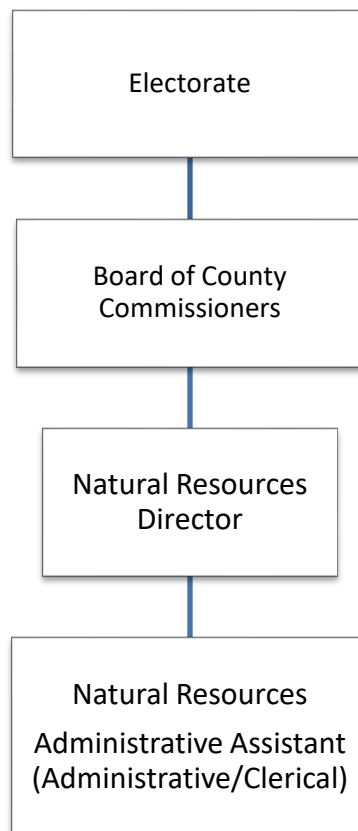 Electorate
Board of County
Commissioners
Natural Resources
Director
Natural Resources
Administrative Assistant
(Administrative/Clerical)